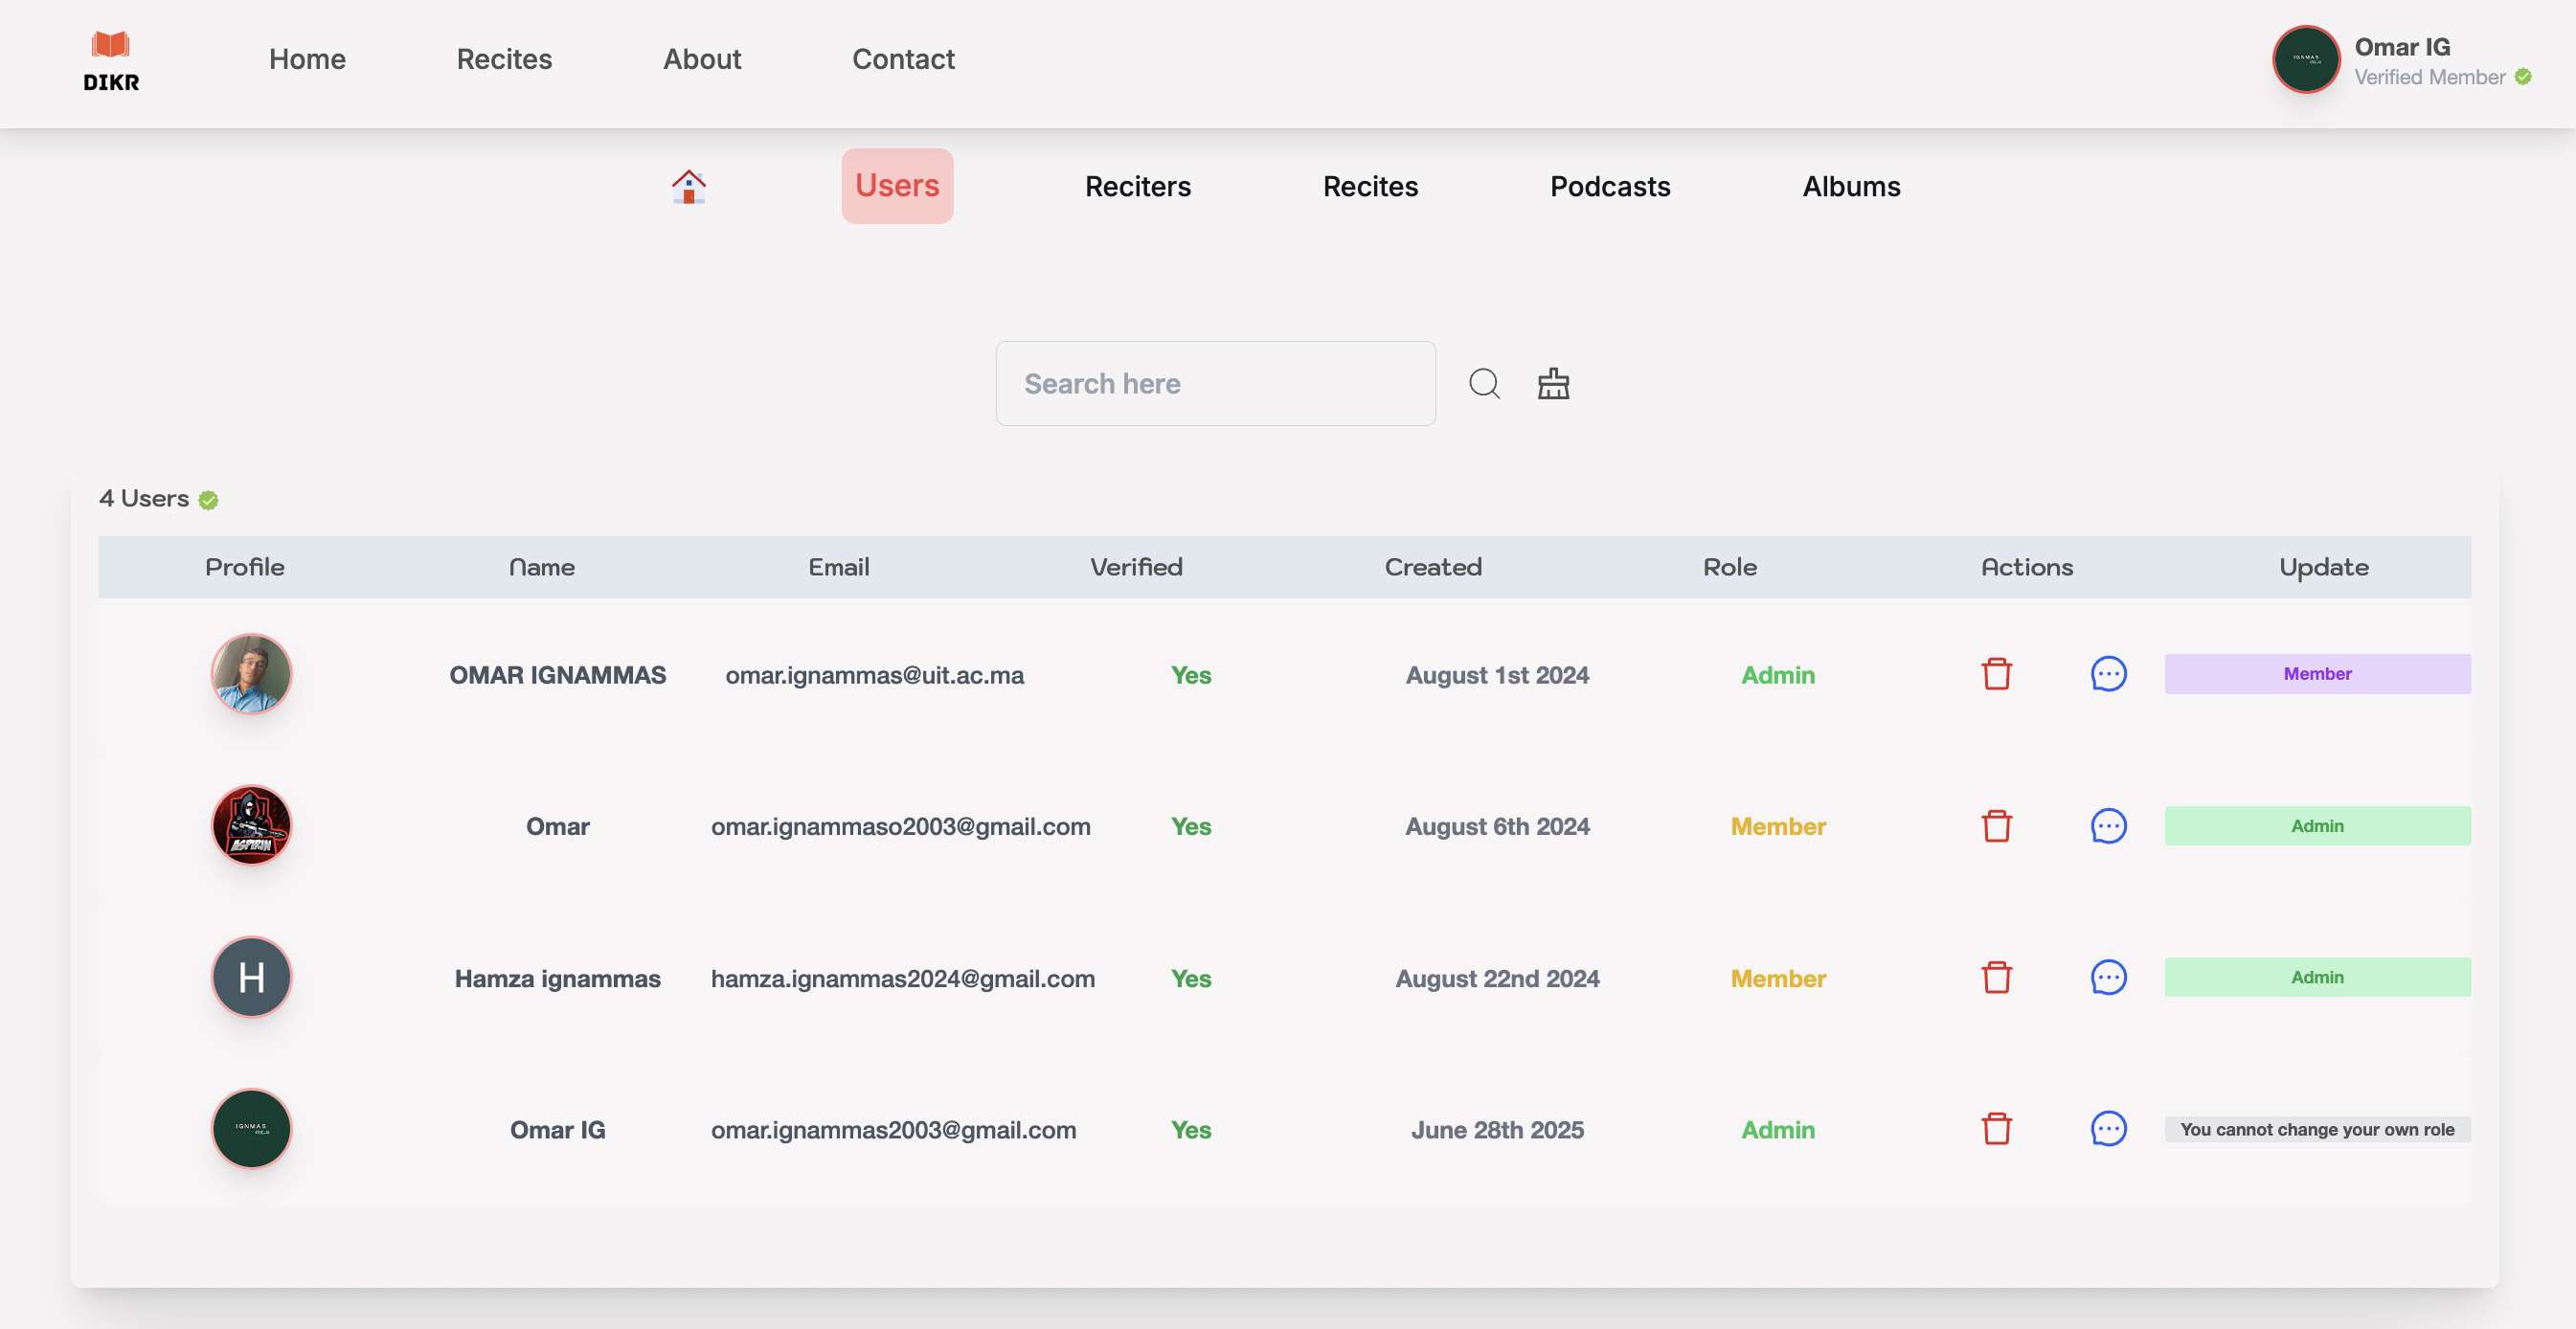 DIKR
Home Recites About Contact
Omar IG
Verified Member
Users Reciters Recites Podcasts Albums
Search here
4 Users
Profile Name Email Verified Created Role Actions Update
OMAR IGNAMMAS omar.ignammas@uit.ac.ma Yes August 1st 2024 Admin Member
ASPIRIN
Omar omar.ignammaso2003@gmail.com Yes August 6th 2024 Member Admin
H
Hamza ignammas hamza.ignammas2024@gmail.com Yes August 22nd 2024 Member Admin
IGNMAS
Omar IG omar.ignammas2003@gmail.com Yes June 28th 2025 Admin You cannot change your own role